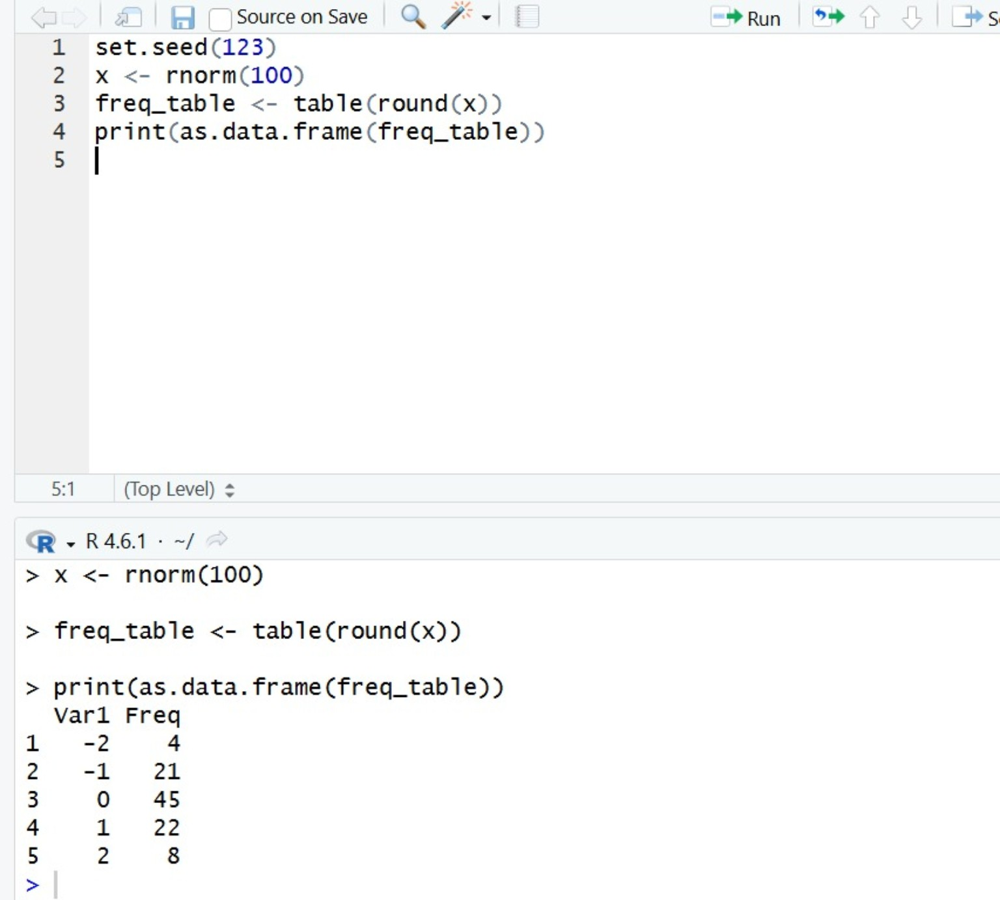 Source on Save Run
1 set.seed(123)
2 x <- rnorm(100)
3 freq_table <- table(round(x))
4 print(as.data.frame(freq_table))
5
5:1 (Top Level)
R R 4.6.1 · ~/
> x <- rnorm(100)
> freq_table <- table(round(x))
> print(as.data.frame(freq_table))
  Var1 Freq
1   -2    4
2   -1   21
3    0   45
4    1   22
5    2    8
>